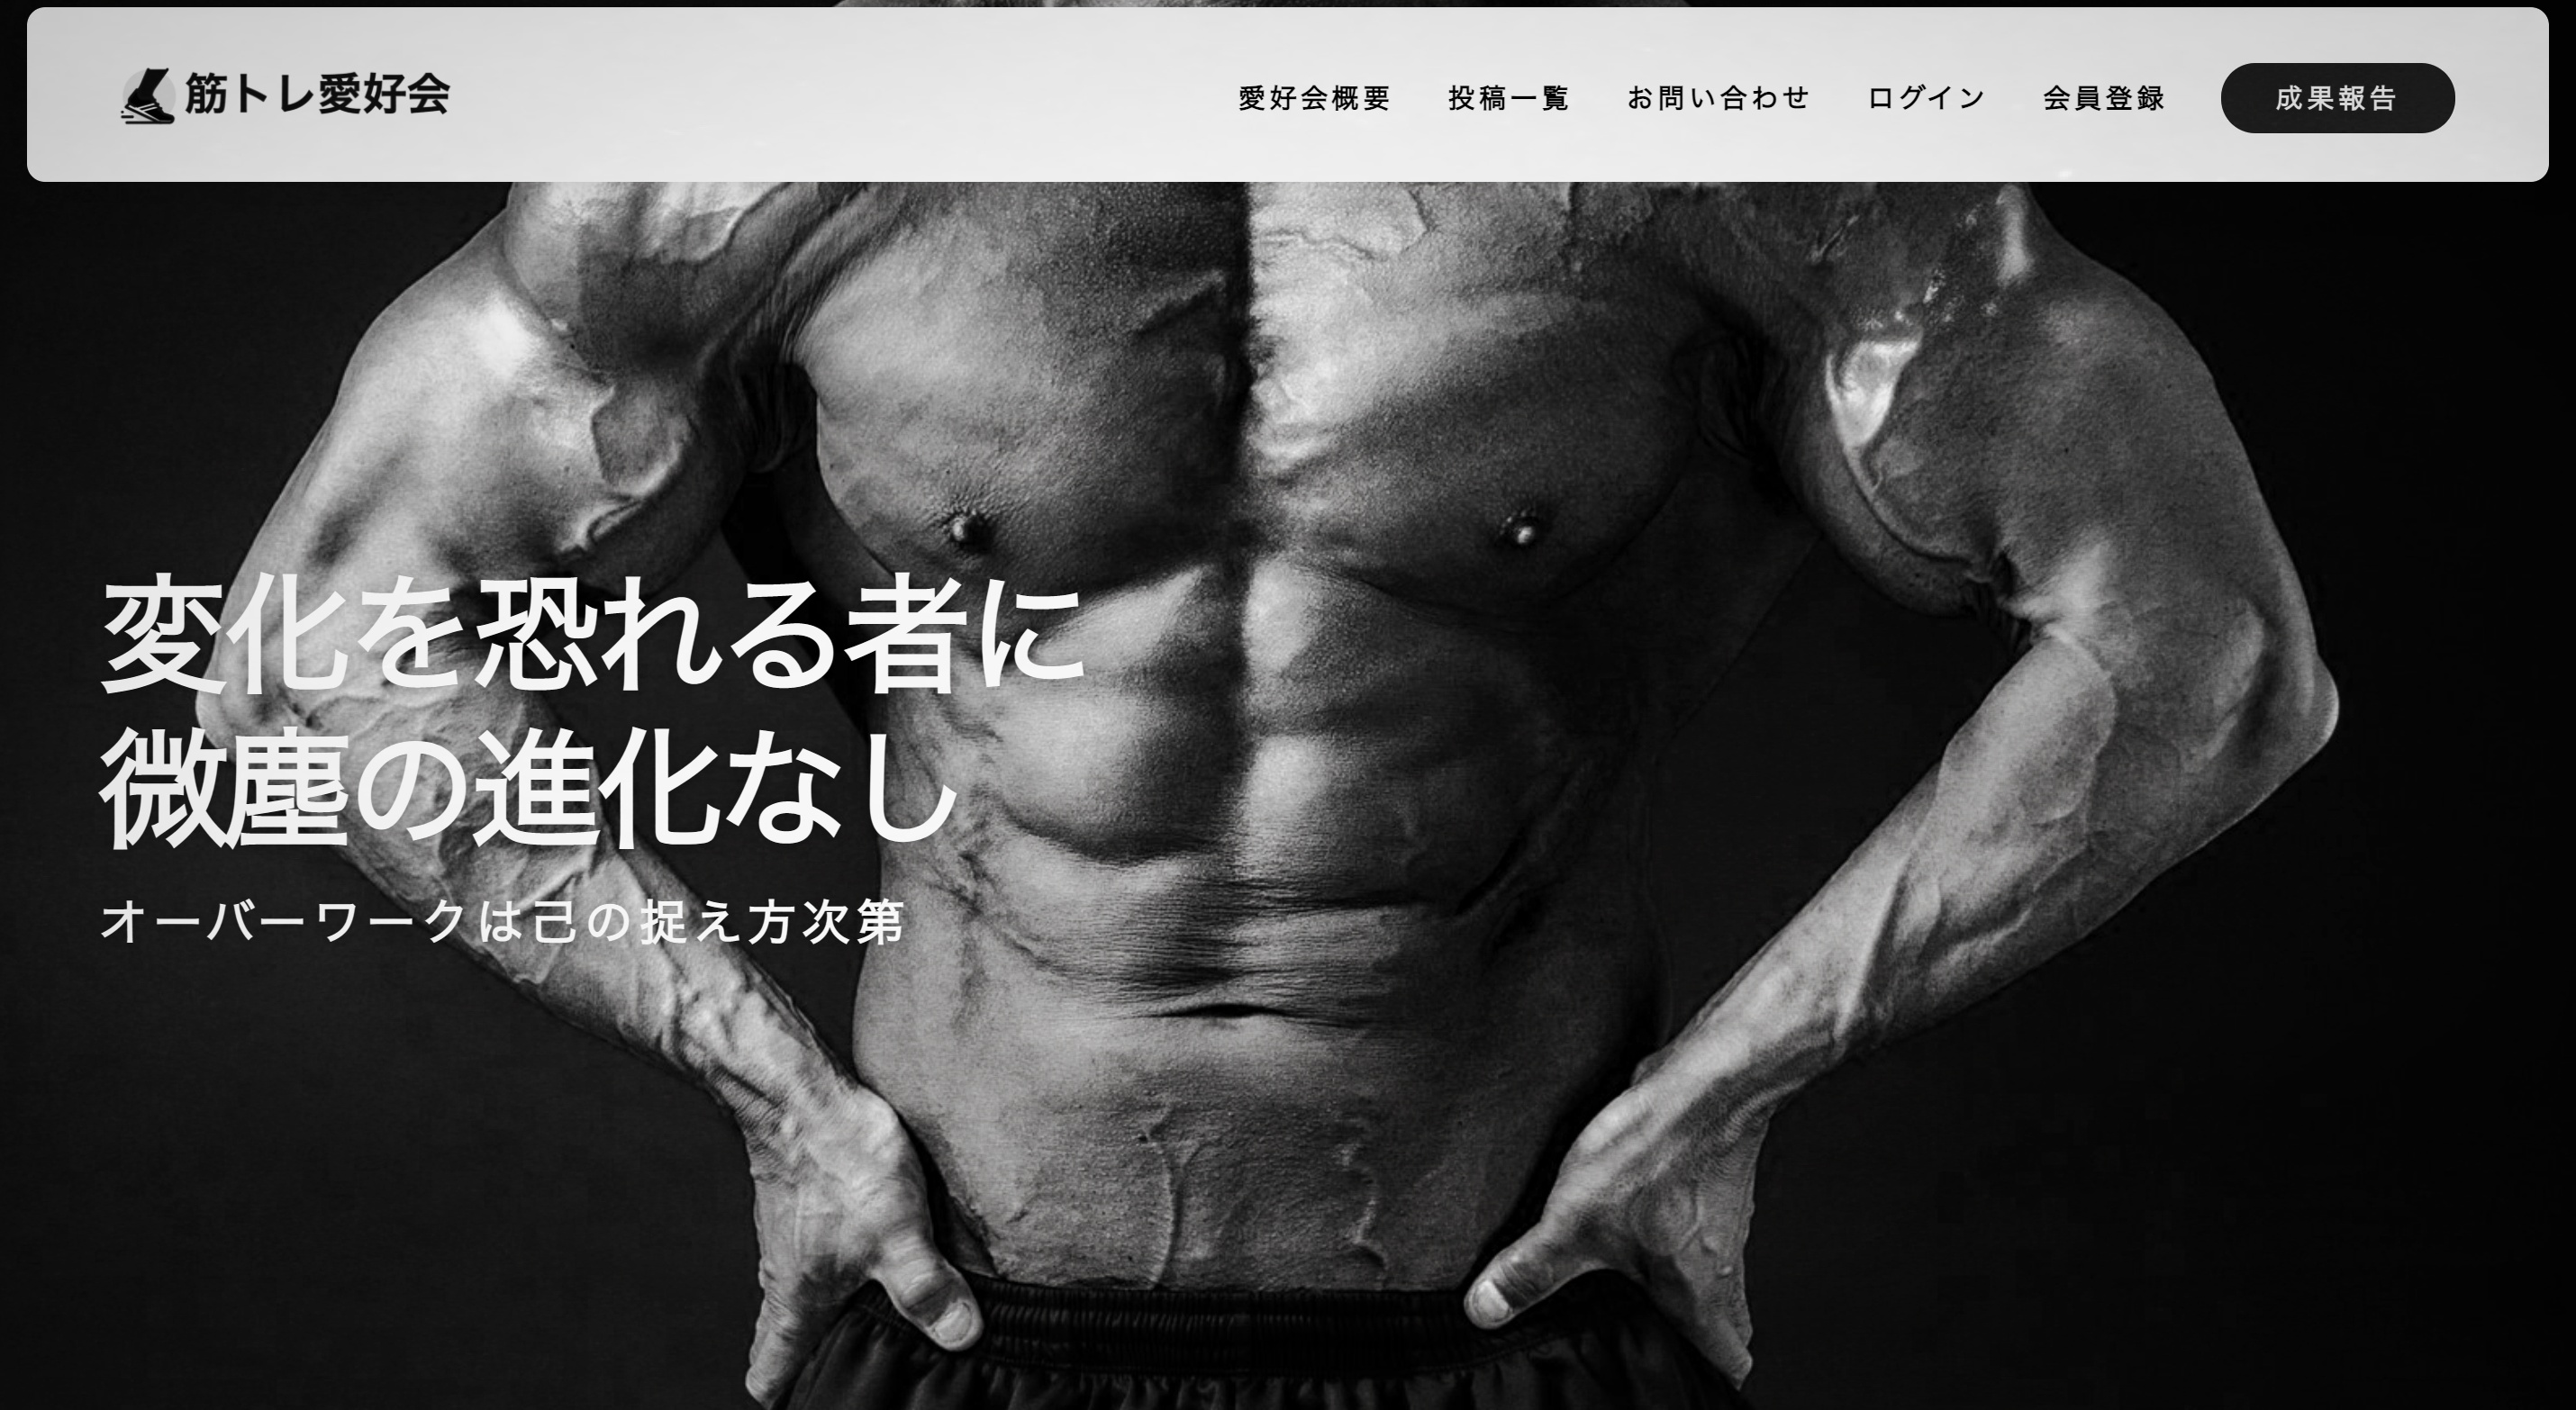 筋トレ愛好会
愛好会概要 投稿一覧 お問い合わせ ログイン 会員登録 成果報告
変化を恐れる者に
微塵の進化なし
オーバーワークは己の捉え方次第